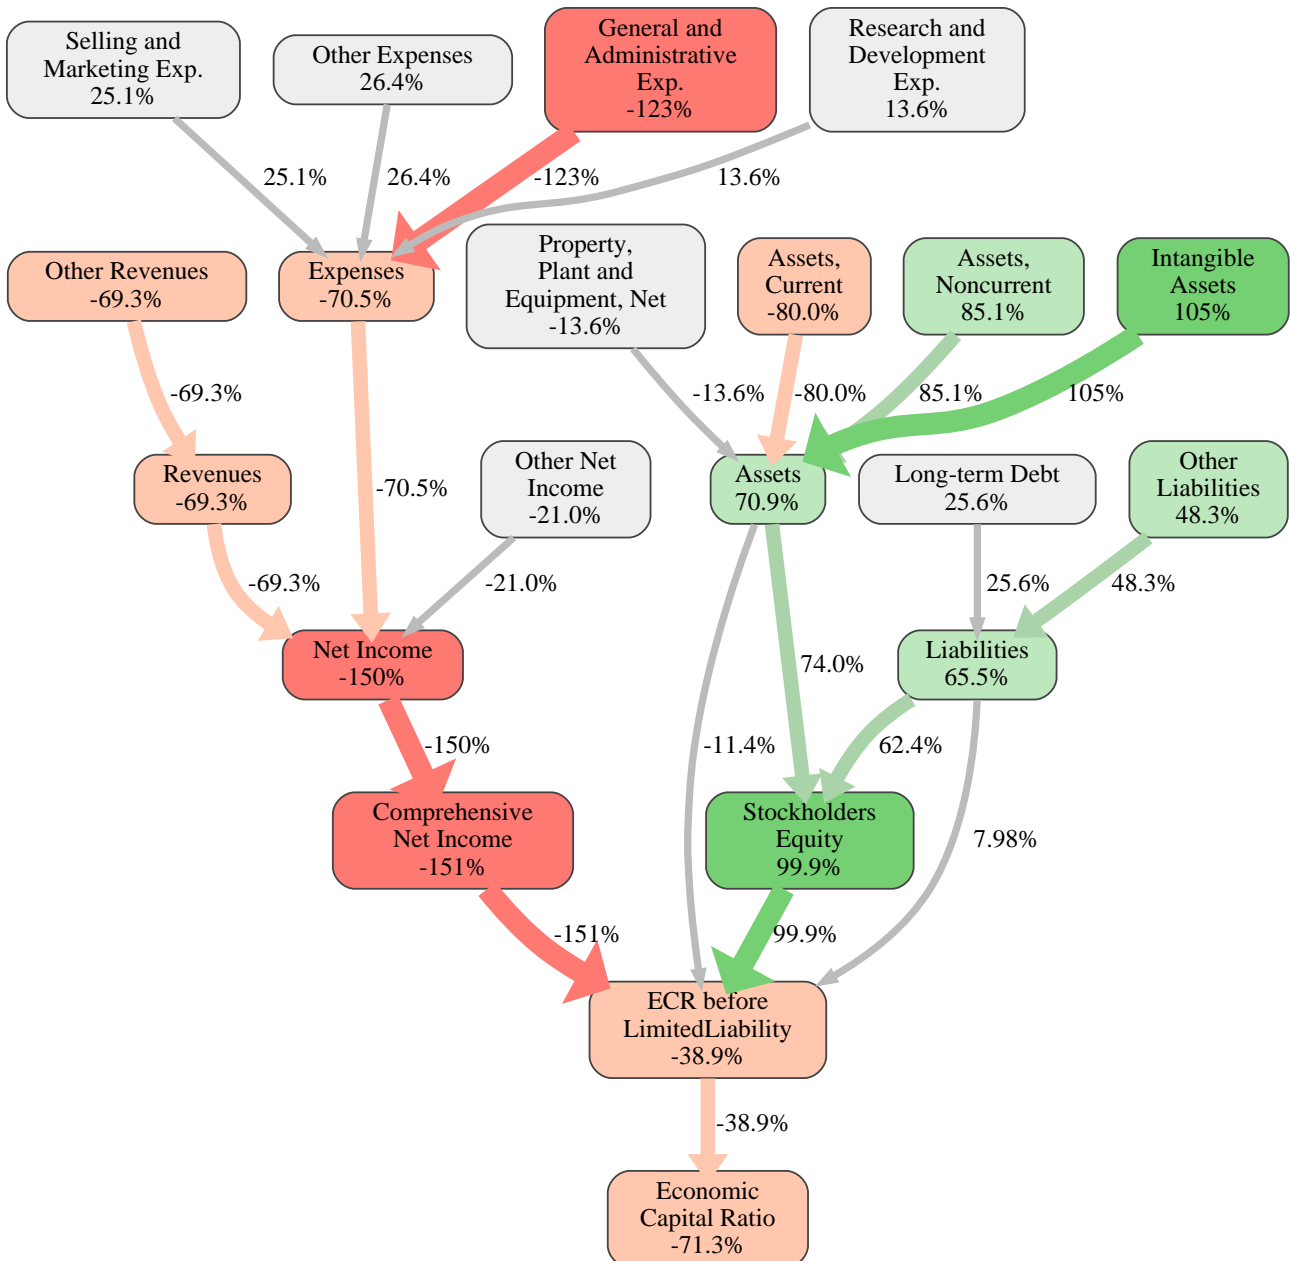 Selling and
Marketing Exp.
25.1%
Other Expenses
26.4%
General and
Administrative
Exp.
-123%
Research and
Development
Exp.
13.6%
25.1%
26.4%
-123%
13.6%
Other Revenues
-69.3%
Expenses
-70.5%
Property,
Plant and
Equipment, Net
-13.6%
Assets,
Current
-80.0%
Assets,
Noncurrent
85.1%
Intangible
Assets
105%
-69.3%
-13.6%
-80.0%
85.1%
105%
Revenues
-69.3%
-70.5%
Other Net
Income
-21.0%
Assets
70.9%
Long-term Debt
25.6%
Other
Liabilities
48.3%
-69.3%
-21.0%
25.6%
48.3%
Net Income
-150%
74.0%
Liabilities
65.5%
-150%
-11.4%
62.4%
Comprehensive
Net Income
-151%
Stockholders
Equity
99.9%
7.98%
-151%
99.9%
ECR before
LimitedLiability
-38.9%
-38.9%
Economic
Capital Ratio
-71.3%